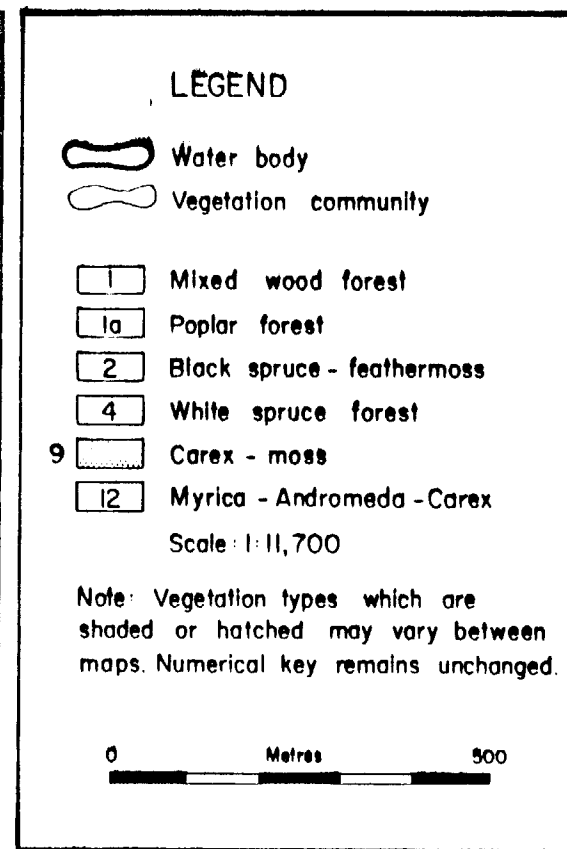 LEGEND
Water body
Vegetation community
1 Mixed wood forest
1a Poplar forest
2 Black spruce - feathermoss
4 White spruce forest
9 Carex - moss
12 Myrica - Andromeda - Carex
Scale: 1:11,700
Note: Vegetation types which are
shaded or hatched may vary between
maps. Numerical key remains unchanged.
0 Metres 500